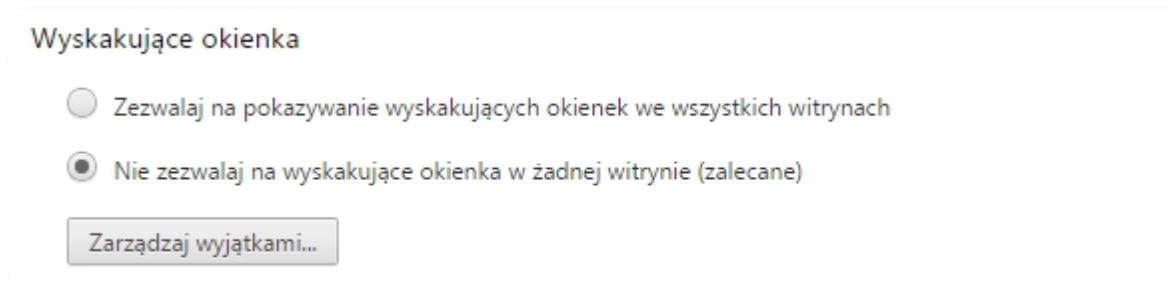 Wyskakujące okienka
Zezwalaj na pokazywanie wyskakujących okienek we wszystkich witrynach
Nie zezwalaj na wyskakujące okienka w żadnej witrynie (zalecane)
Zarządzaj wyjątkami...